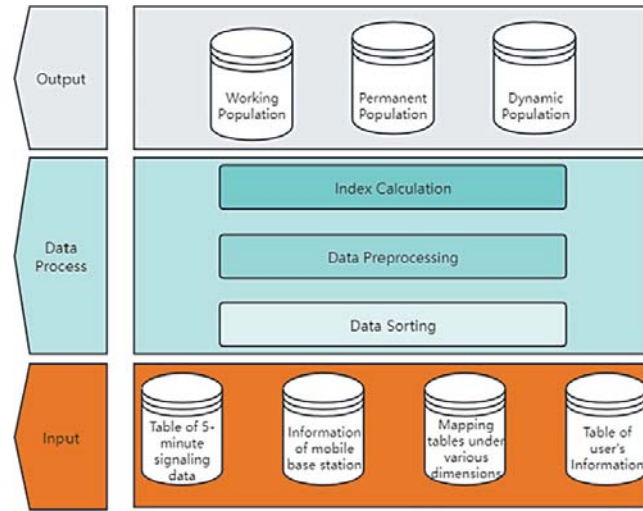 Output
Working
Population
Permanent
Population
Dynamic
Population
Data
Process
Index Calculation
Data Preprocessing
Data Sorting
Input
Table of 5-
minute
signaling
data
Information
of mobile
base station
Mapping
tables under
various
dimensions
Table of
user's
Information